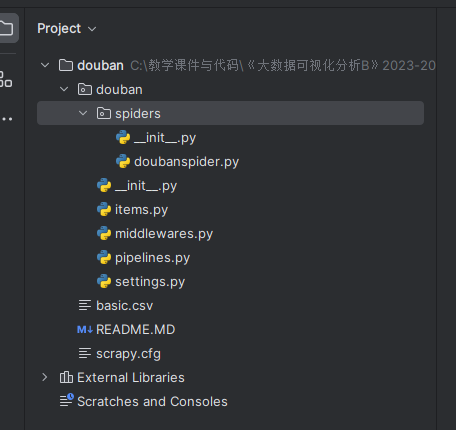 Project
douban C:\教学课件与代码\《大数据可视化分析B》2023-20
douban
spiders
__init__.py
doubanspider.py
__init__.py
items.py
middlewares.py
pipelines.py
settings.py
basic.csv
M↓ README.MD
scrapy.cfg
External Libraries
Scratches and Consoles